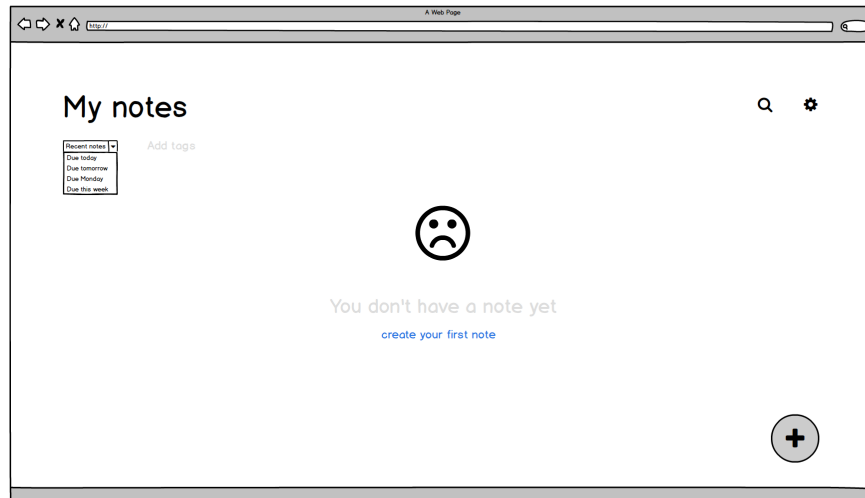 A Web Page
http://
My notes
Recent notes
Add tags
Due today
Due tomorrow
Due Monday
Due this week
You don't have a note yet
create your first note